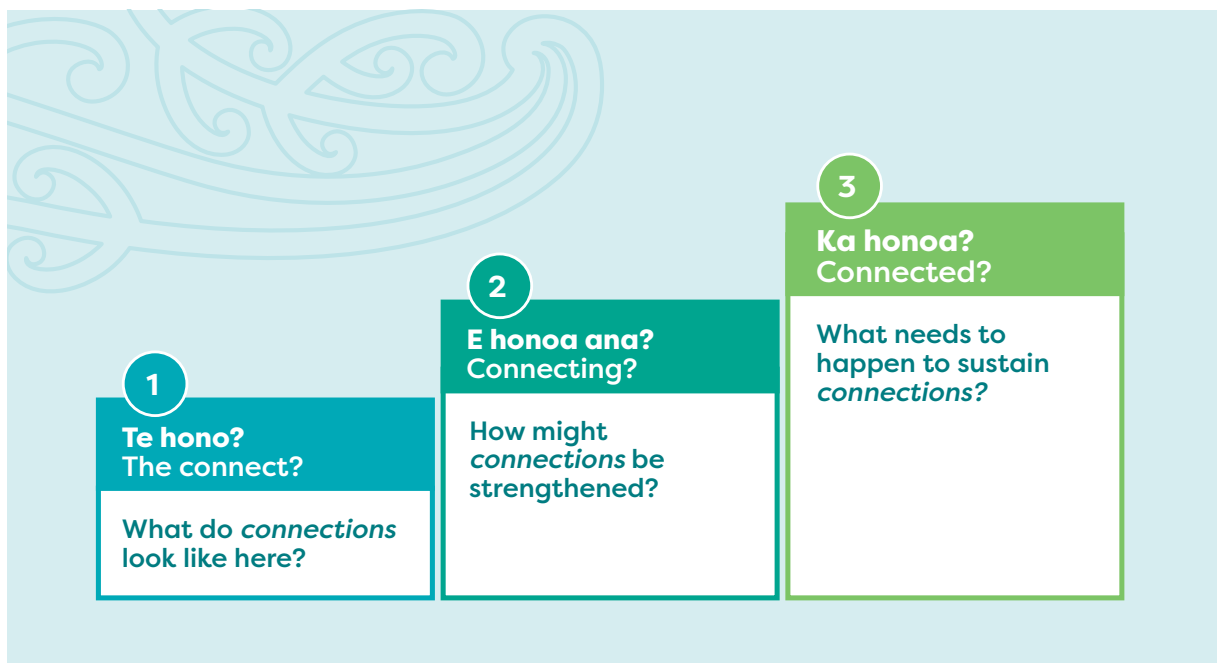 1
Te hono?
The connect?
What do connections
look like here?
2
E honoa ana?
Connecting?
How might
connections be
strengthened?
3
Ka honoa?
Connected?
What needs to
happen to sustain
connections?